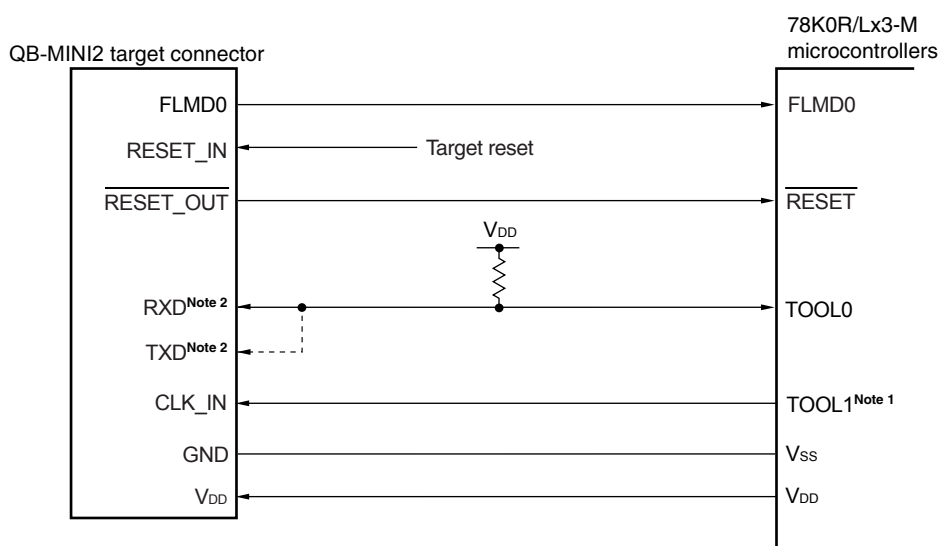 QB-MINI2 target connector
78K0R/Lx3-M
microcontrollers
FLMD0
FLMD0
RESET_IN
Target reset
RESET_OUT
RESET
VDD
RXDNote 2
TOOL0
TXDNote 2
CLK_IN
TOOL1Note 1
GND
VSS
VDD
VDD